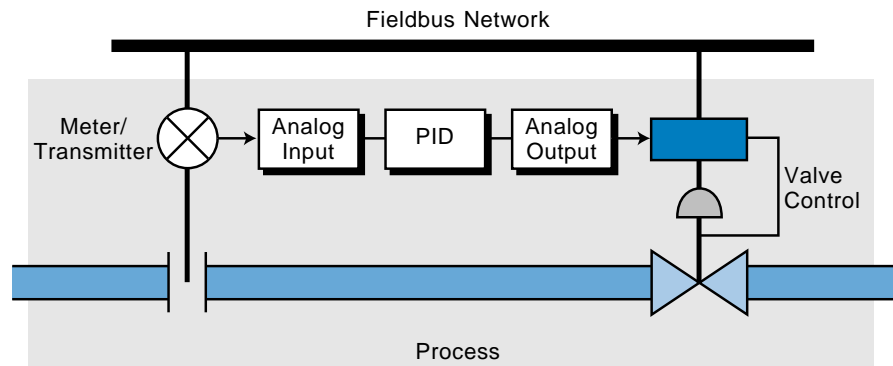 Fieldbus Network
Meter/
Transmitter
Analog
Input
PID
Analog
Output
Valve
Control
Process